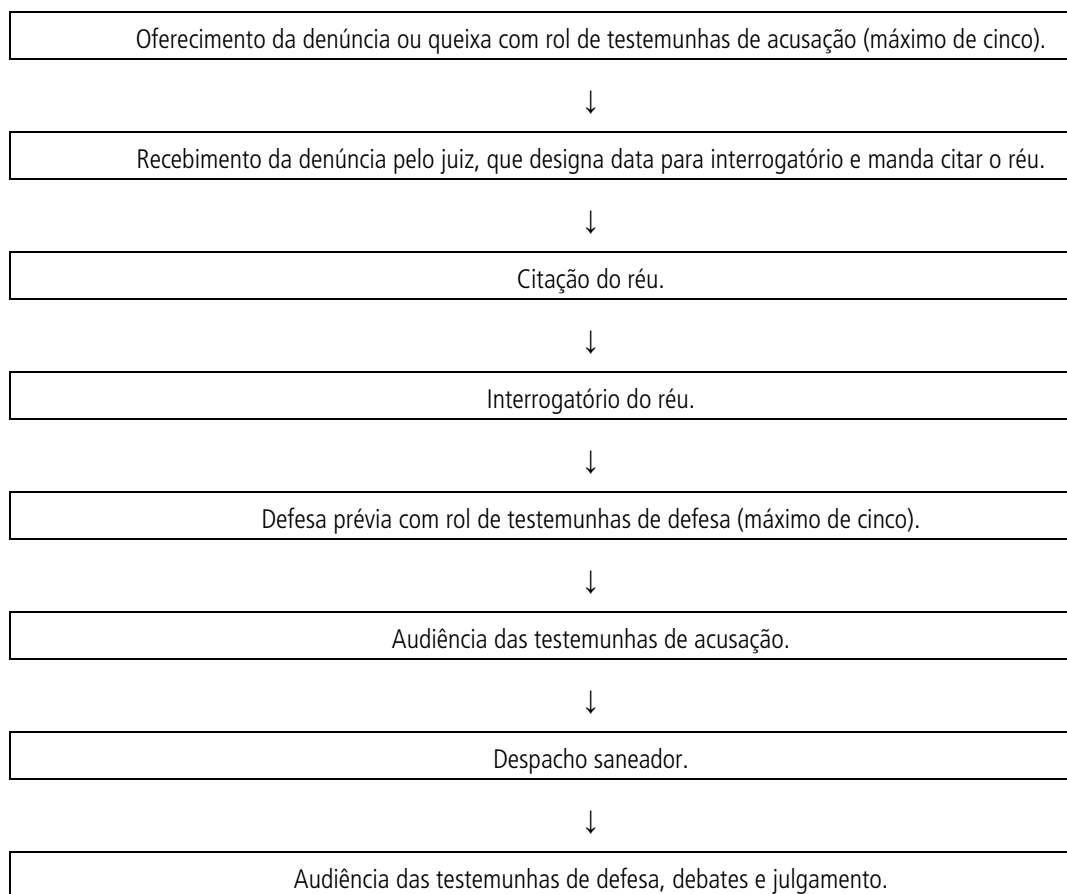 Oferecimento da denúncia ou queixa com rol de testemunhas de acusação (máximo de cinco).
↓
Recebimento da denúncia pelo juiz, que designa data para interrogatório e manda citar o réu.
↓
Citação do réu.
↓
Interrogatório do réu.
↓
Defesa prévia com rol de testemunhas de defesa (máximo de cinco).
↓
Audiência das testemunhas de acusação.
↓
Despacho saneador.
↓
Audiência das testemunhas de defesa, debates e julgamento.